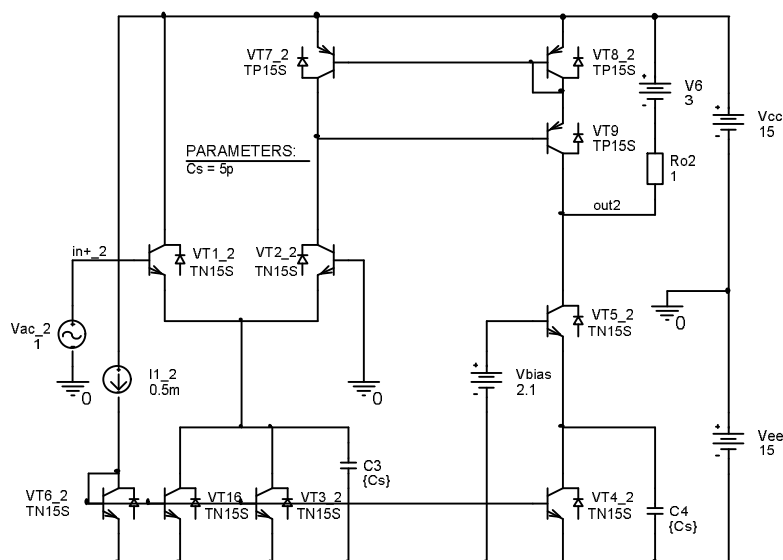 VT7_2
TP15S
VT8_2
TP15S
V6
3
Vcc
15
VT9
TP15S
PARAMETERS:
Cs = 5p
Ro2
1
out2
in+_2
VT1_2
TN15S
VT2_2
TN15S
0
VT5_2
TN15S
Vac_2
1
0
I1_2
0.5m
0
Vbias
2.1
Vee
15
C3
{Cs}
VT6_2
TN15S
VT16
TN15S
VT3_2
TN15S
VT4_2
TN15S
C4
{Cs}